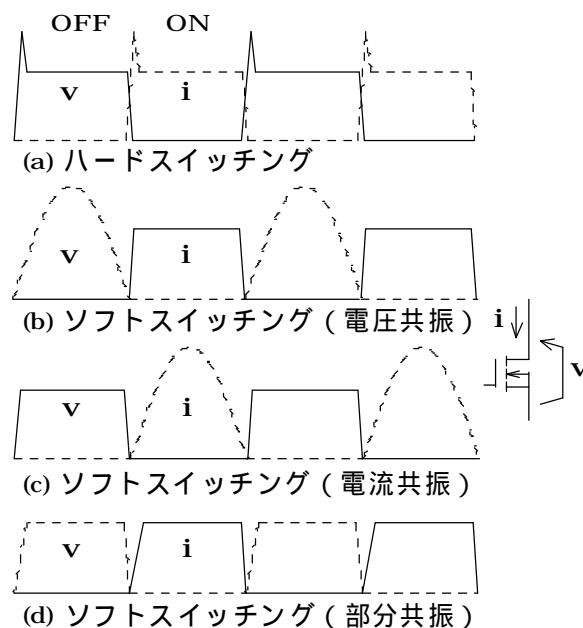 OFF ON
v i
(a) ハードスイッチング
v i
(b) ソフトスイッチング（電圧共振）
i
v
v i
(c) ソフトスイッチング（電流共振）
v i
(d) ソフトスイッチング（部分共振）